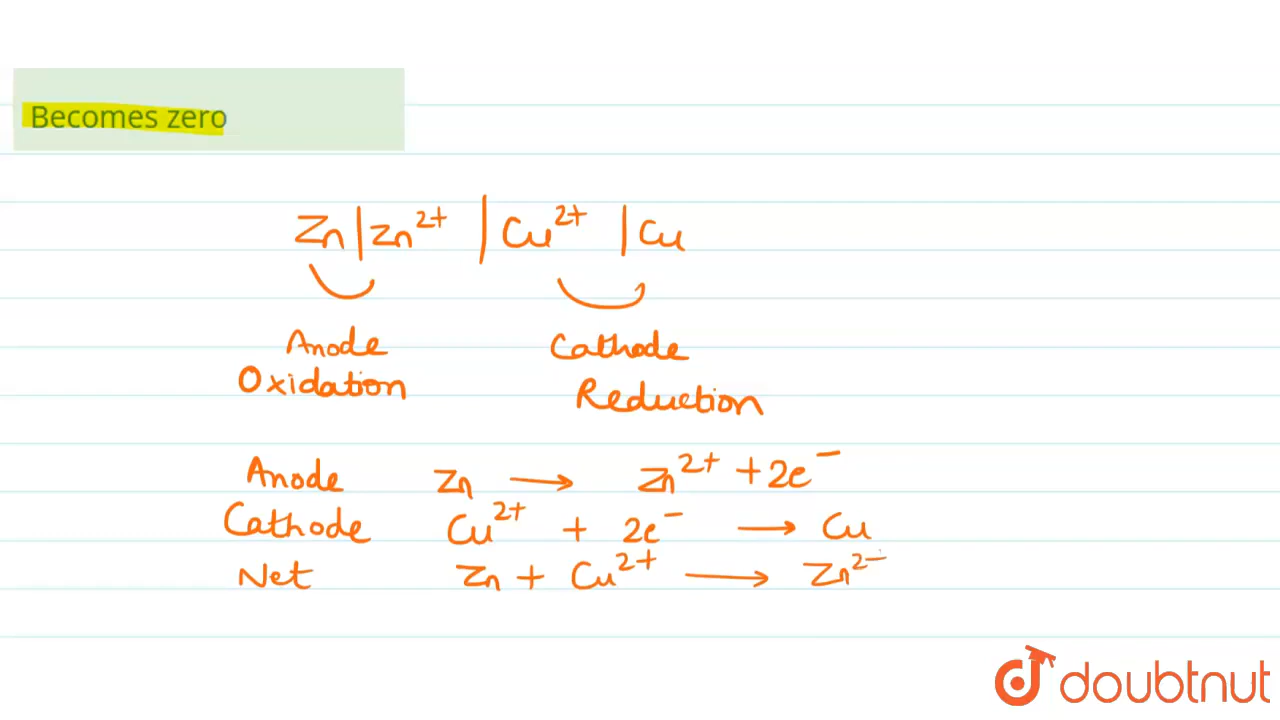 Becomes zero
Zn | Zn²⁺ | Cu²⁺ | Cu
Anode Cathode
Oxidation Reduction
Anode Zn → Zn²⁺ + 2e⁻
Cathode Cu²⁺ + 2e⁻ → Cu
Net Zn + Cu²⁺ → Zn²⁻
doubtnut